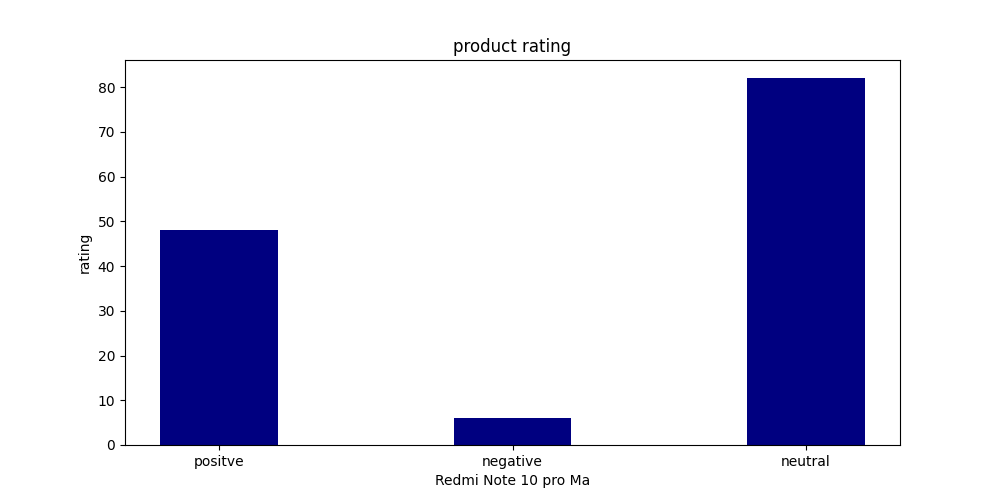 product rating
rating
80
70
60
50
40
30
20
10
0
positve
negative
neutral
Redmi Note 10 pro Ma